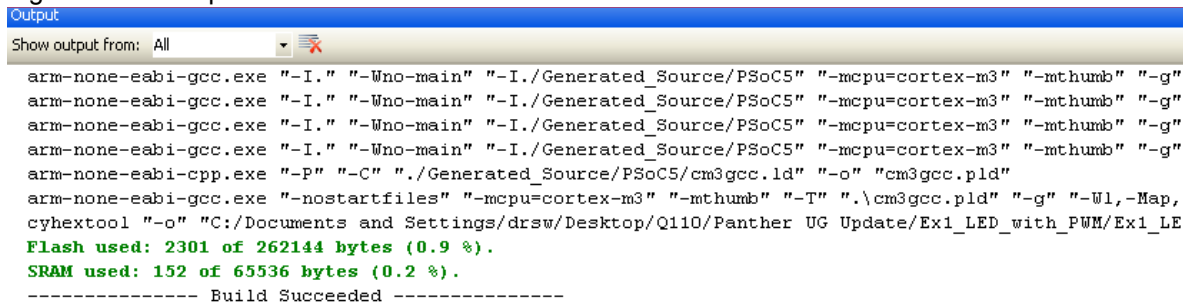 Output
Show output from: All
arm-none-eabi-gcc.exe "-I." "-Wno-main" "-I./Generated_Source/PSoC5" "-mcpu=cortex-m3" "-mthumb" "-g"
arm-none-eabi-gcc.exe "-I." "-Wno-main" "-I./Generated_Source/PSoC5" "-mcpu=cortex-m3" "-mthumb" "-g"
arm-none-eabi-gcc.exe "-I." "-Wno-main" "-I./Generated_Source/PSoC5" "-mcpu=cortex-m3" "-mthumb" "-g"
arm-none-eabi-gcc.exe "-I." "-Wno-main" "-I./Generated_Source/PSoC5" "-mcpu=cortex-m3" "-mthumb" "-g"
arm-none-eabi-cpp.exe "-P" "-C" "./Generated_Source/PSoC5/cm3gcc.ld" "-o" "cm3gcc.pld"
arm-none-eabi-gcc.exe "-nostartfiles" "-mcpu=cortex-m3" "-mthumb" "-T" ".\cm3gcc.pld" "-g" "-Wl,-Map,
cyhextool "-o" "C:/Documents and Settings/drsw/Desktop/Q110/Panther UG Update/Ex1_LED_with_PWM/Ex1_LE
Flash used: 2301 of 262144 bytes (0.9 %).
SRAM used: 152 of 65536 bytes (0.2 %).
--------------- Build Succeeded ---------------